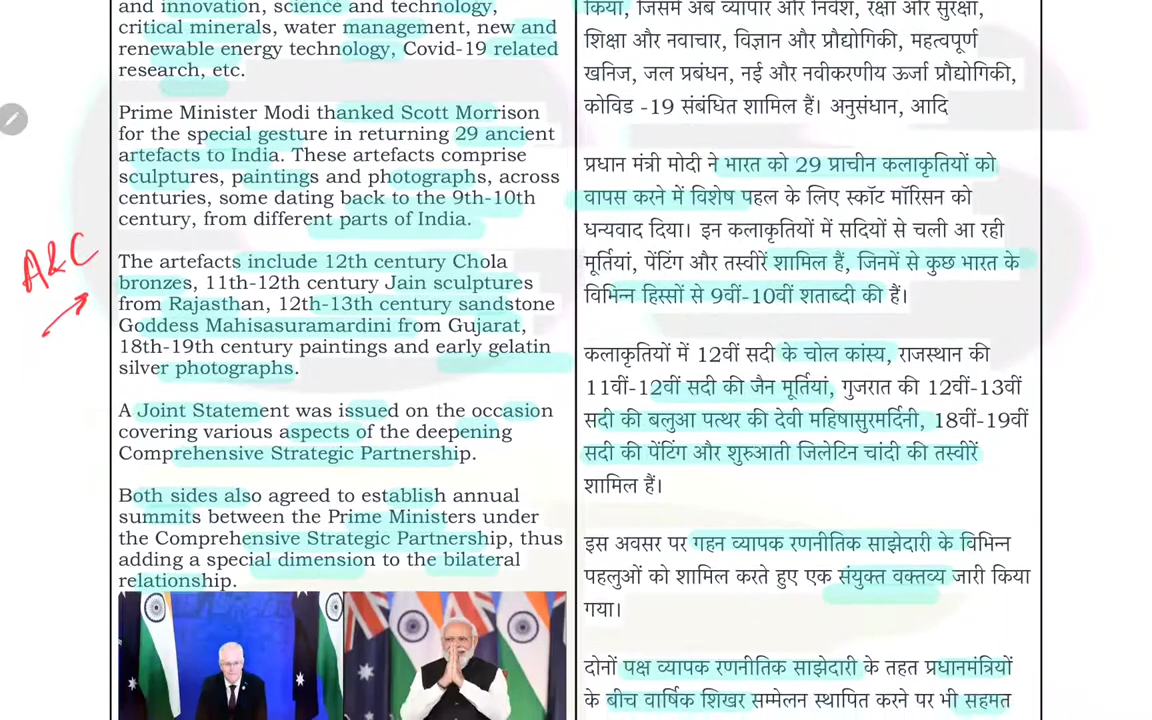 and innovation, science and technology,
critical minerals, water management, new and
renewable energy technology, Covid-19 related
research, etc.
Prime Minister Modi thanked Scott Morrison
for the special gesture in returning 29 ancient
artefacts to India. These artefacts comprise
sculptures, paintings and photographs, across
centuries, some dating back to the 9th-10th
century, from different parts of India.
A&C
The artefacts include 12th century Chola
bronzes, 11th-12th century Jain sculptures
from Rajasthan, 12th-13th century sandstone
Goddess Mahisasuramardini from Gujarat,
18th-19th century paintings and early gelatin
silver photographs.
A Joint Statement was issued on the occasion
covering various aspects of the deepening
Comprehensive Strategic Partnership.
Both sides also agreed to establish annual
summits between the Prime Ministers under
the Comprehensive Strategic Partnership, thus
adding a special dimension to the bilateral
relationship.
किया, जिसमें अब व्यापार और निवेश, रक्षा और सुरक्षा,
शिक्षा और नवाचार, विज्ञान और प्रौद्योगिकी, महत्वपूर्ण
खनिज, जल प्रबंधन, नई और नवीकरणीय ऊर्जा प्रौद्योगिकी,
कोविड -19 संबंधित शामिल हैं। अनुसंधान, आदि
प्रधान मंत्री मोदी ने भारत को 29 प्राचीन कलाकृतियों को
वापस करने में विशेष पहल के लिए स्कॉट मॉरिसन को
धन्यवाद दिया। इन कलाकृतियों में सदियों से चली आ रही
मूर्तियां, पेंटिंग और तस्वीरें शामिल हैं, जिनमें से कुछ भारत के
विभिन्न हिस्सों से 9वीं-10वीं शताब्दी की हैं।
कलाकृतियों में 12वीं सदी के चोल कांस्य, राजस्थान की
11वीं-12वीं सदी की जैन मूर्तियां, गुजरात की 12वीं-13वीं
सदी की बलुआ पत्थर की देवी महिषासुरमर्दिनी, 18वीं-19वीं
सदी की पेंटिंग और शुरुआती जिलेटिन चांदी की तस्वीरें
शामिल हैं।
इस अवसर पर गहन व्यापक रणनीतिक साझेदारी के विभिन्न
पहलुओं को शामिल करते हुए एक संयुक्त वक्तव्य जारी किया
गया।
दोनों पक्ष व्यापक रणनीतिक साझेदारी के तहत प्रधानमंत्रियों
के बीच वार्षिक शिखर सम्मेलन स्थापित करने पर भी सहमत